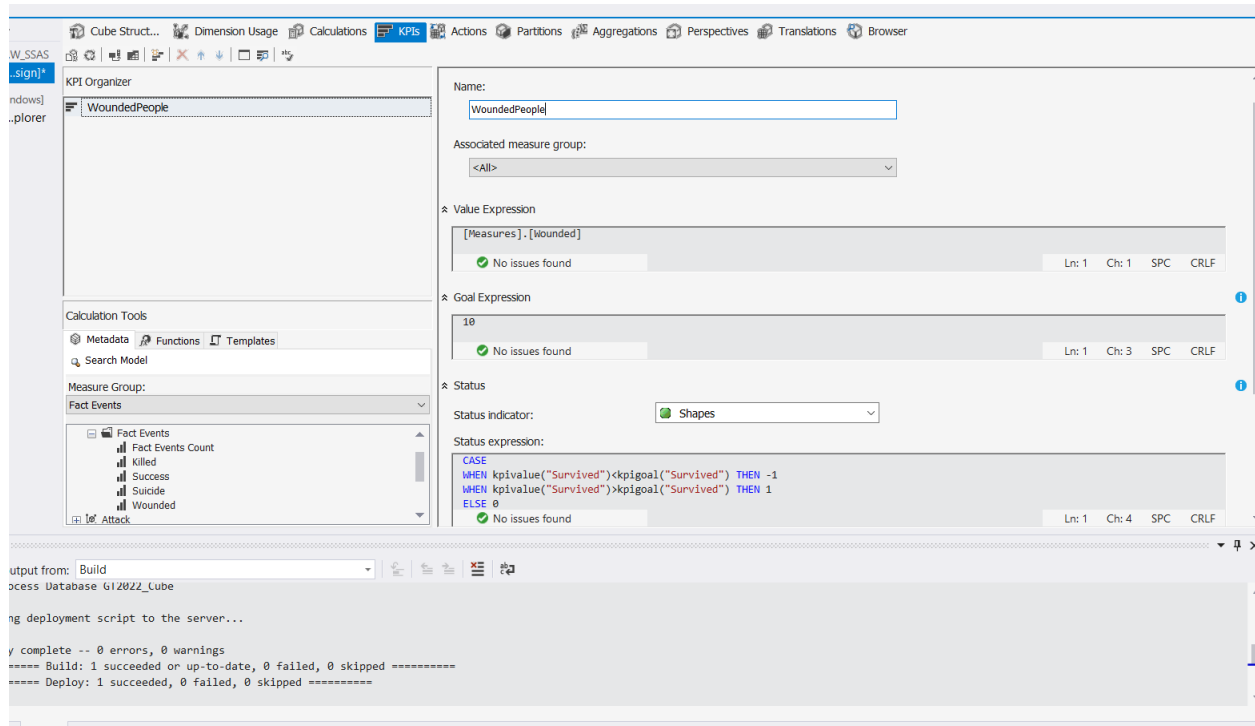 Cube Struct... Dimension Usage Calculations KPIs Actions Partitions Aggregations Perspectives Translations Browser
.W_SSAS
..sign]*
ndows]
..plorer
KPI Organizer
WoundedPeople
Name:
WoundedPeople
Associated measure group:
<All>
Value Expression
[Measures].[Wounded]
No issues found Ln: 1 Ch: 1 SPC CRLF
Goal Expression
10
No issues found Ln: 1 Ch: 3 SPC CRLF
Status
Status indicator: Shapes
Status expression:
CASE
WHEN kpivalue("Survived")<kpigoal("Survived") THEN -1
WHEN kpivalue("Survived")>kpigoal("Survived") THEN 1
ELSE 0
No issues found Ln: 1 Ch: 4 SPC CRLF
Calculation Tools
Metadata Functions Templates
Search Model
Measure Group:
Fact Events
Fact Events
Fact Events Count
Killed
Success
Suicide
Wounded
Attack
utput from: Build
ocess Database GT2022_Cube
ng deployment script to the server...
y complete -- 0 errors, 0 warnings
===== Build: 1 succeeded or up-to-date, 0 failed, 0 skipped ==========
===== Deploy: 1 succeeded, 0 failed, 0 skipped ==========